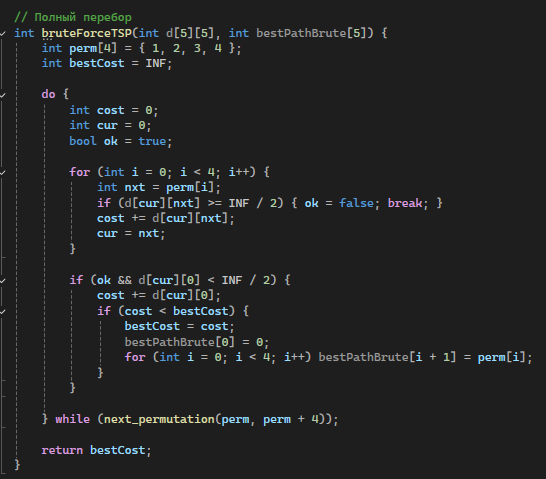 // Полный перебор
int bruteForceTSP(int d[5][5], int bestPathBrute[5]) {
    int perm[4] = { 1, 2, 3, 4 };
    int bestCost = INF;

    do {
        int cost = 0;
        int cur = 0;
        bool ok = true;

        for (int i = 0; i < 4; i++) {
            int nxt = perm[i];
            if (d[cur][nxt] >= INF / 2) { ok = false; break; }
            cost += d[cur][nxt];
            cur = nxt;
        }

        if (ok && d[cur][0] < INF / 2) {
            cost += d[cur][0];
            if (cost < bestCost) {
                bestCost = cost;
                bestPathBrute[0] = 0;
                for (int i = 0; i < 4; i++) bestPathBrute[i + 1] = perm[i];
            }
        }

    } while (next_permutation(perm, perm + 4));

    return bestCost;
}